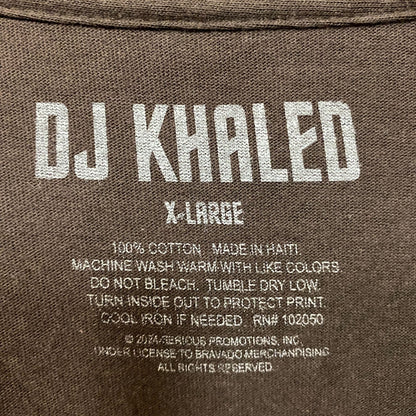 DJ KHALED
X-LARGE
100% COTTON. MADE IN HAITI.
MACHINE WASH WARM WITH LIKE COLORS.
DO NOT BLEACH. TUMBLE DRY LOW.
TURN INSIDE OUT TO PROTECT PRINT.
COOL IRON IF NEEDED. RN# 102050
© 2024 SERIOUS PROMOTIONS, INC.
UNDER LICENSE TO BRAVADO MERCHANDISING
ALL RIGHTS RESERVED.